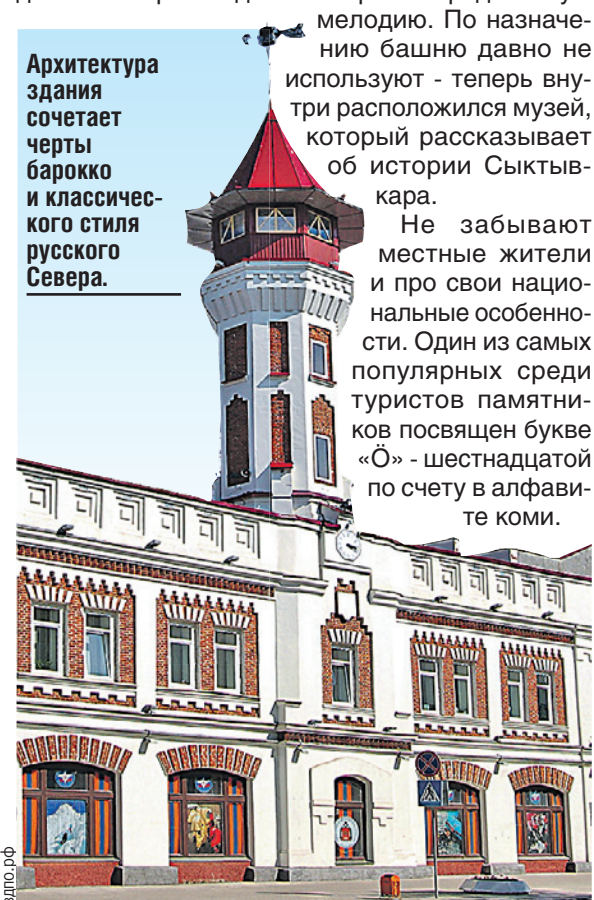 мелодию. По назначе-
нию башню давно не
используют - теперь вну-
три расположился музей,
который рассказывает
об истории Сыктыв-
кара.
Не забывают
местные жители
и про свои нацио-
нальные особенно-
сти. Один из самых
популярных среди
туристов памятни-
ков посвящен букве
«Ӧ» - шестнадцатой
по счету в алфави-
те коми.
Архитектура
здания
сочетает
черты
барокко
и классичес-
кого стиля
русского
Севера.